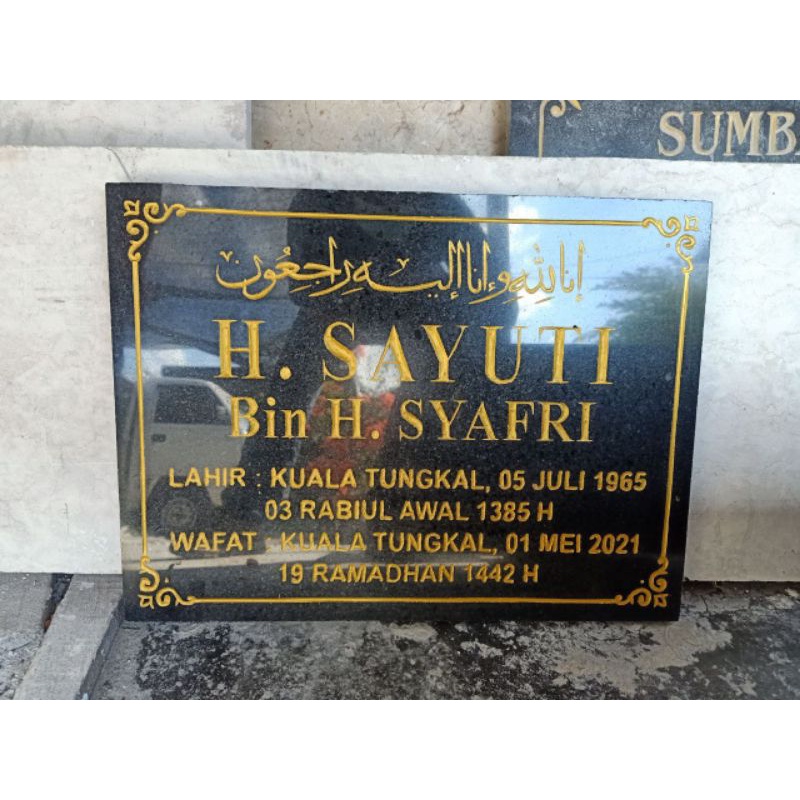 SUMB
إنا لله وإنا إليه راجعون
H. SAYUTI
Bin H. SYAFRI
LAHIR : KUALA TUNGKAL, 05 JULI 1965
03 RABIUL AWAL 1385 H
WAFAT : KUALA TUNGKAL, 01 MEI 2021
19 RAMADHAN 1442 H